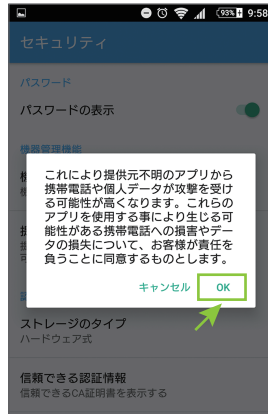 93% 9:58
セキュリティ
パスワード
パスワードの表示
機器管理機能
これにより提供元不明のアプリから
携帯電話や個人データが攻撃を受け
る可能性が高くなります。これらの
アプリを使用する事により生じる可
能性がある携帯電話への損害やデー
タの損失について、お客様が責任を
負うことに同意するものとします。
キャンセル OK
ストレージのタイプ
ハードウェア式
信頼できる認証情報
信頼できるCA証明書を表示する